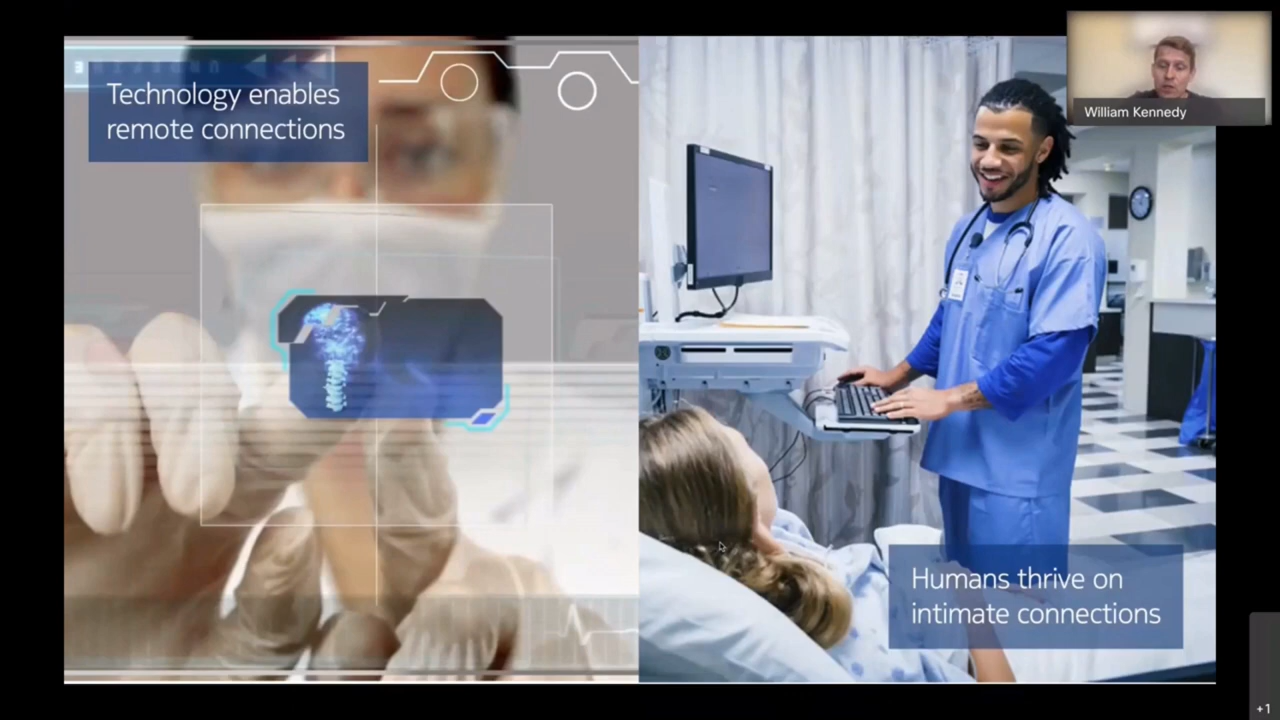 Technology enables
remote connections
William Kennedy
Humans thrive on
intimate connections
+1